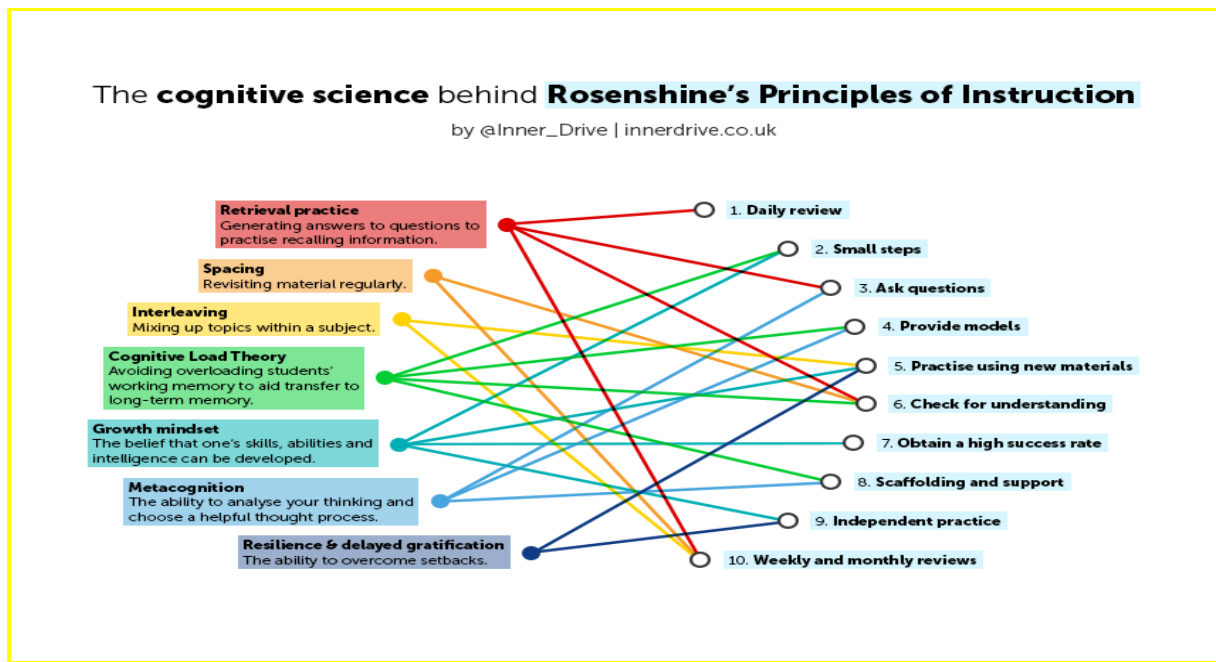 The cognitive science behind Rosenshine's Principles of Instruction
by @Inner_Drive | innerdrive.co.uk
Retrieval practice
Generating answers to questions to
practise recalling information.
Spacing
Revisiting material regularly.
Interleaving
Mixing up topics within a subject.
Cognitive Load Theory
Avoiding overloading students'
working memory to aid transfer to
long-term memory.
Growth mindset
The belief that one's skills, abilities and
intelligence can be developed.
Metacognition
The ability to analyse your thinking and
choose a helpful thought process.
Resilience & delayed gratification
The ability to overcome setbacks.
1. Daily review
2. Small steps
3. Ask questions
4. Provide models
5. Practise using new materials
6. Check for understanding
7. Obtain a high success rate
8. Scaffolding and support
9. Independent practice
10. Weekly and monthly reviews